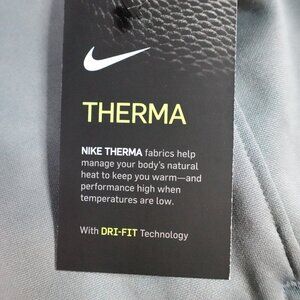 THERMA
NIKE THERMA fabrics help
manage your body's natural
heat to keep you warm—and
performance high when
temperatures are low.
With DRI-FIT Technology